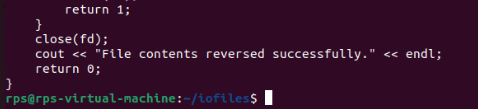 return 1;
}
close(fd);
cout << "File contents reversed successfully." << endl;
return 0;
}
rps@rps-virtual-machine:~/iofiles$